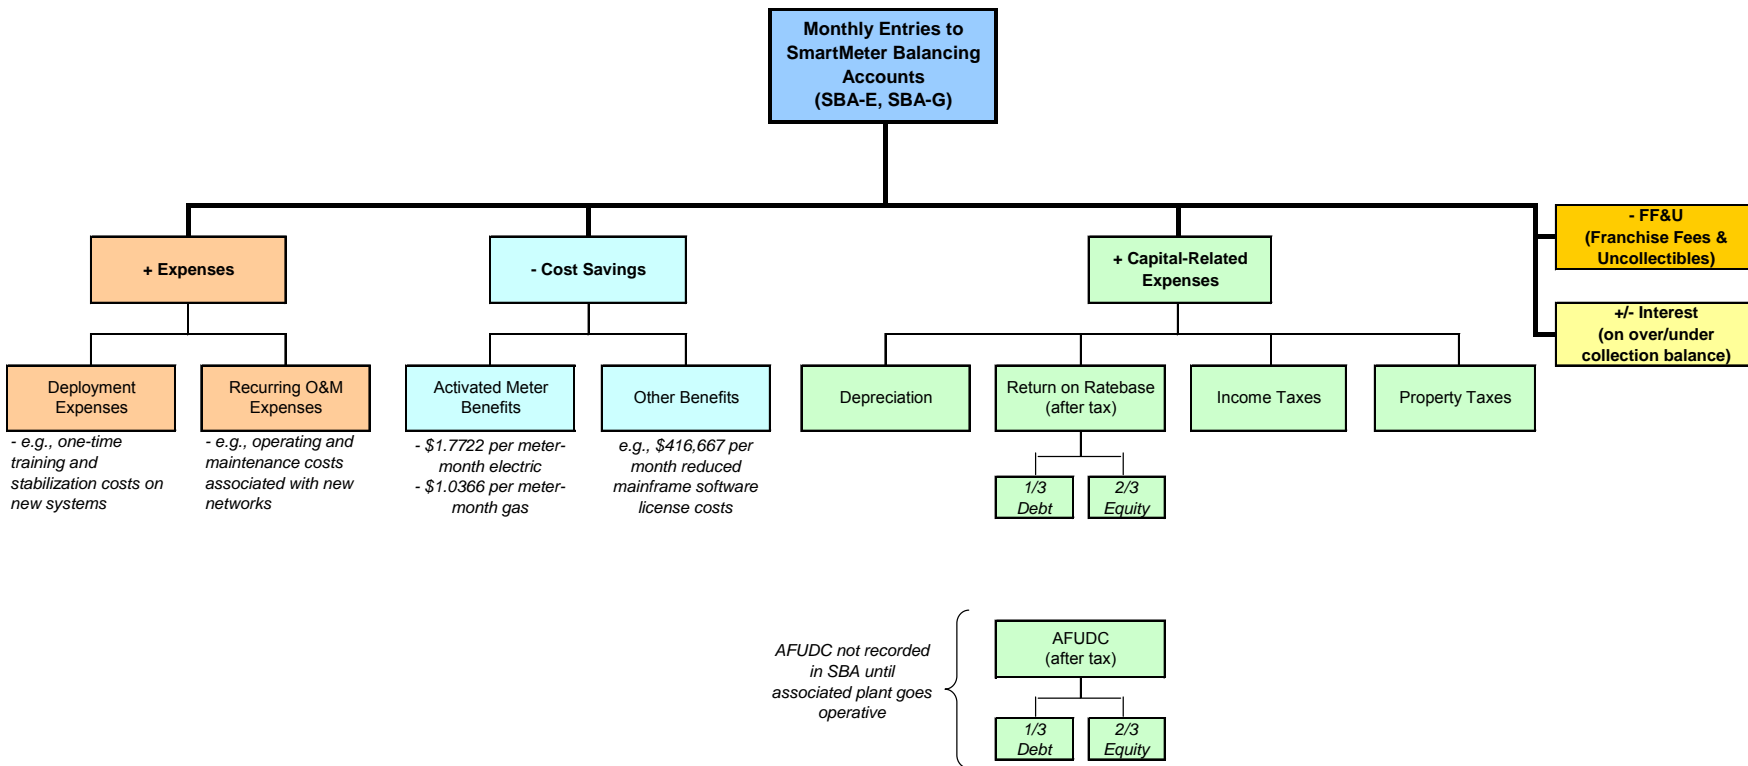 Monthly Entries to
SmartMeter Balancing
Accounts
(SBA-E, SBA-G)
+ Expenses
- Cost Savings
+ Capital-Related
Expenses
- FF&U
(Franchise Fees &
Uncollectibles)
+/- Interest
(on over/under
collection balance)
Deployment
Expenses
Recurring O&M
Expenses
Activated Meter
Benefits
Other Benefits
Depreciation
Return on Ratebase
(after tax)
Income Taxes
Property Taxes
- e.g., one-time
training and
stabilization costs on
new systems
- e.g., operating and
maintenance costs
associated with new
networks
- $1.7722 per meter-
month electric
- $1.0366 per meter-
month gas
e.g., $416,667 per
month reduced
mainframe software
license costs
1/3
Debt
2/3
Equity
AFUDC not recorded
in SBA until
associated plant goes
operative
AFUDC
(after tax)
1/3
Debt
2/3
Equity